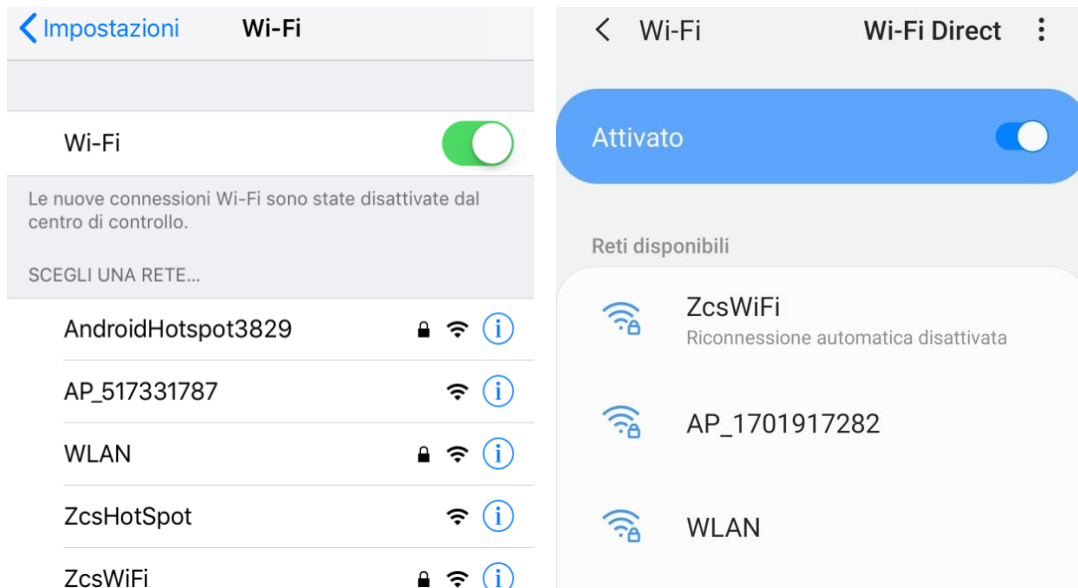 Impostazioni
Wi-Fi
Wi-Fi
Le nuove connessioni Wi-Fi sono state disattivate dal
centro di controllo.
SCEGLI UNA RETE...
AndroidHotspot3829
AP_517331787
WLAN
ZcsHotSpot
ZcsWiFi
Wi-Fi
Wi-Fi Direct
Attivato
Reti disponibili
ZcsWiFi
Riconnessione automatica disattivata
AP_1701917282
WLAN